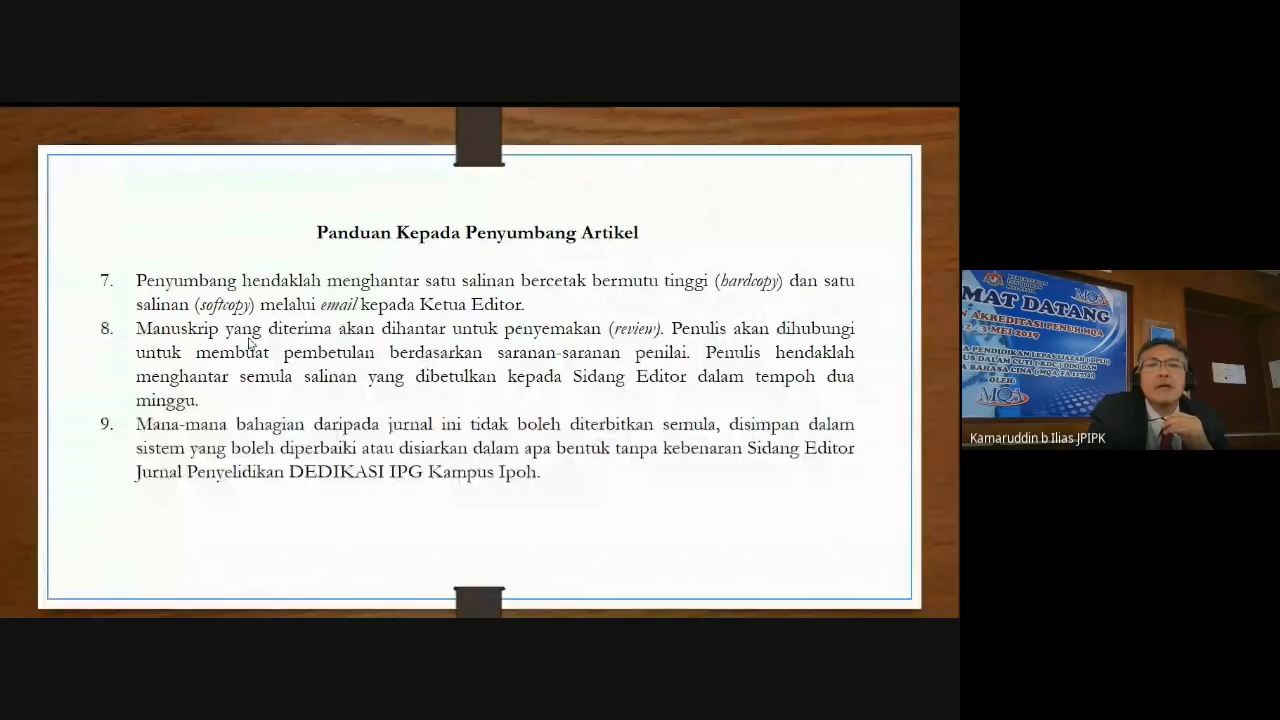 Panduan Kepada Penyumbang Artikel
7. Penyumbang hendaklah menghantar satu salinan bercetak bermutu tinggi (hardcopy) dan satu
salinan (softcopy) melalui email kepada Ketua Editor.
8. Manuskrip yang diterima akan dihantar untuk penyemakan (review). Penulis akan dihubungi
untuk membuat pembetulan berdasarkan saranan-saranan penilai. Penulis hendaklah
menghantar semula salinan yang dibetulkan kepada Sidang Editor dalam tempoh dua
minggu.
9. Mana-mana bahagian daripada jurnal ini tidak boleh diterbitkan semula, disimpan dalam
sistem yang boleh diperbaiki atau disiarkan dalam apa bentuk tanpa kebenaran Sidang Editor
Jurnal Penyelidikan DEDIKASI IPG Kampus Ipoh.
MQA
MAT DATANG
AKREDITASI PENUH MQA
2-3 MEI 2019
BAHASA CINA
OLEH:
MQA
Kamaruddin b Ilias JPIPK